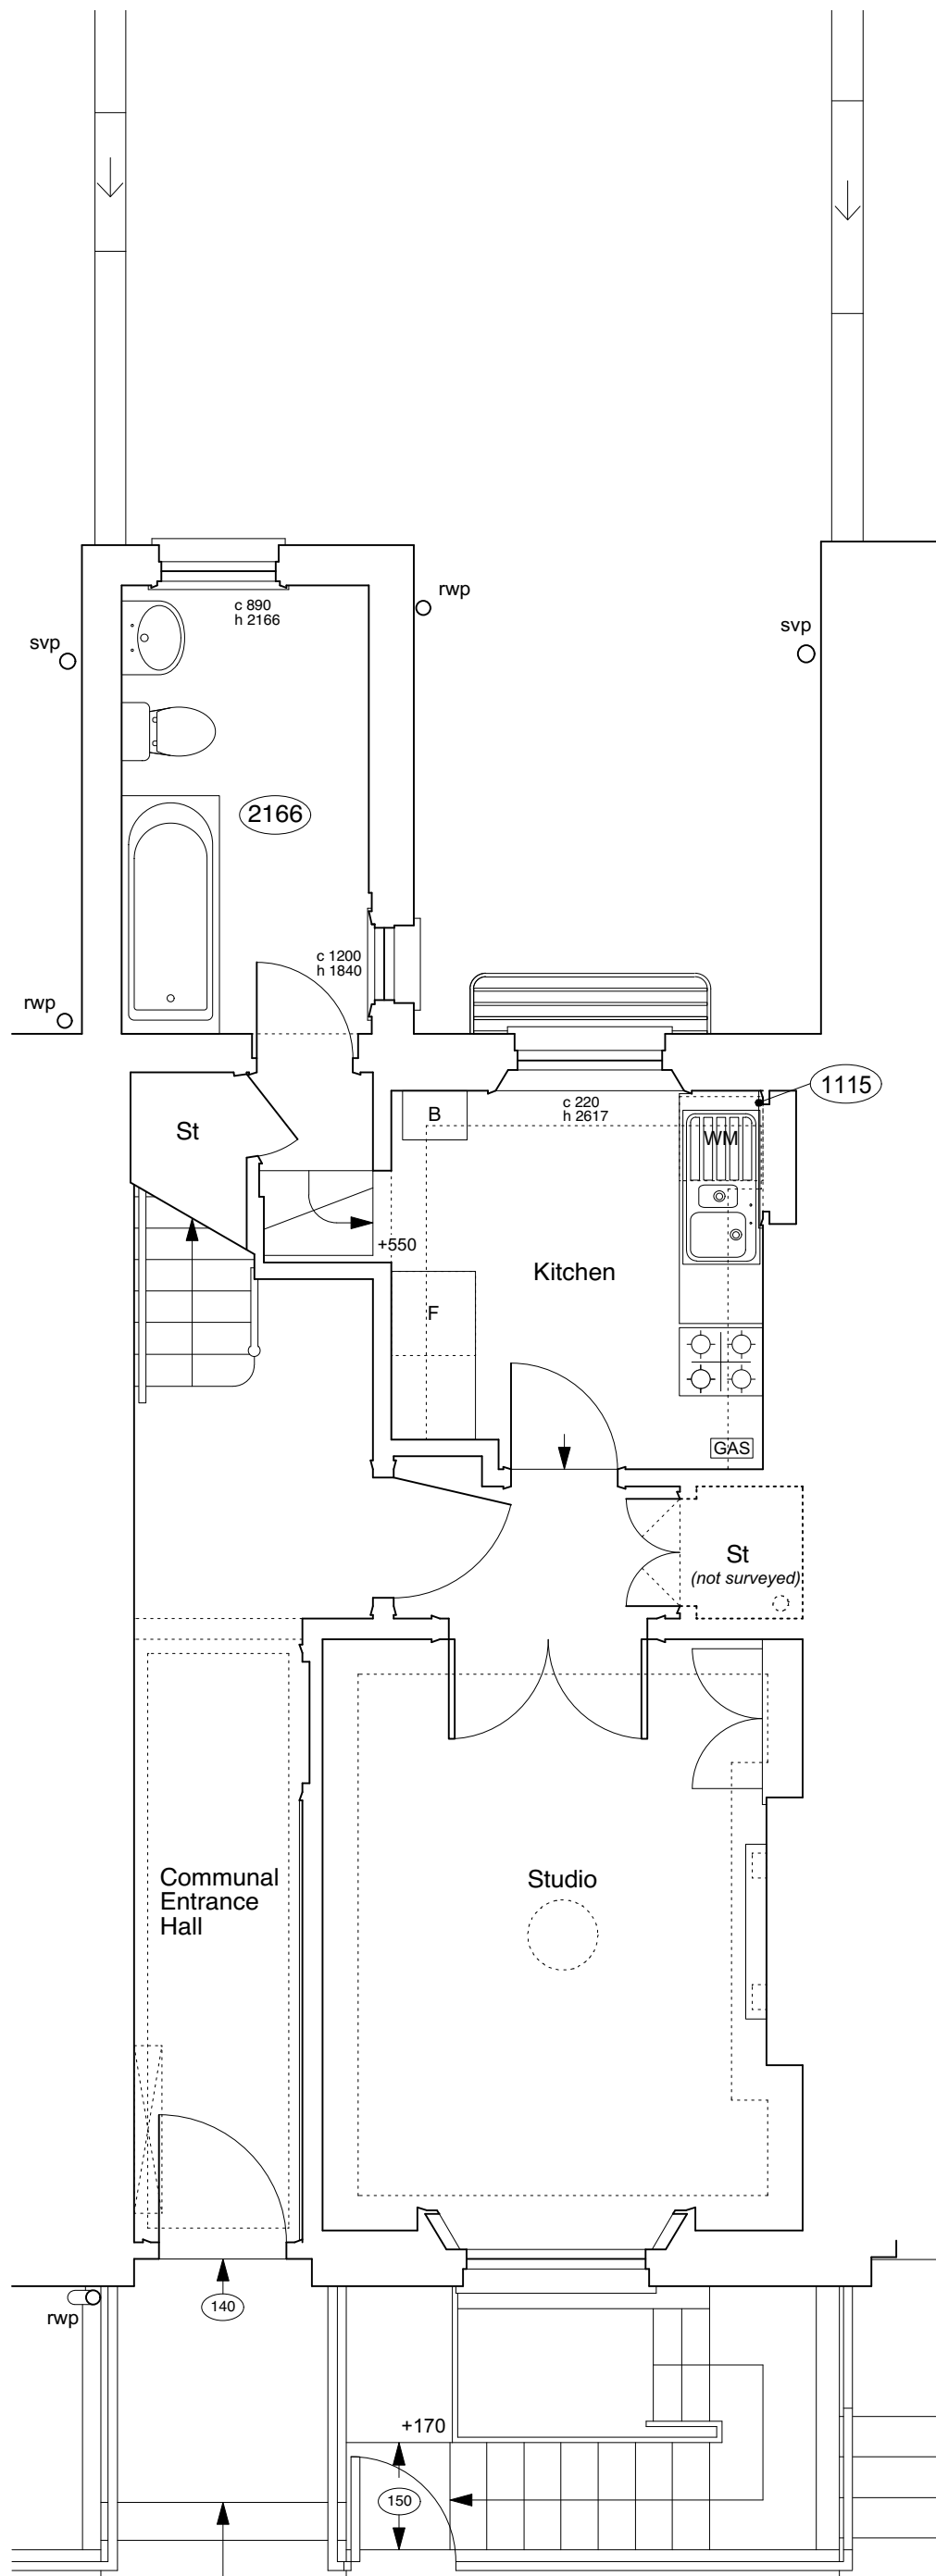 rwp
c 890
h 2166
svp
svp
2166
c 1200
h 1840
rwp
1115
B
c 220
h 2617
St
WM
+550
Kitchen
F
GAS
St
(not surveyed)
Communal
Entrance
Hall
Studio
140
rwp
+170
150